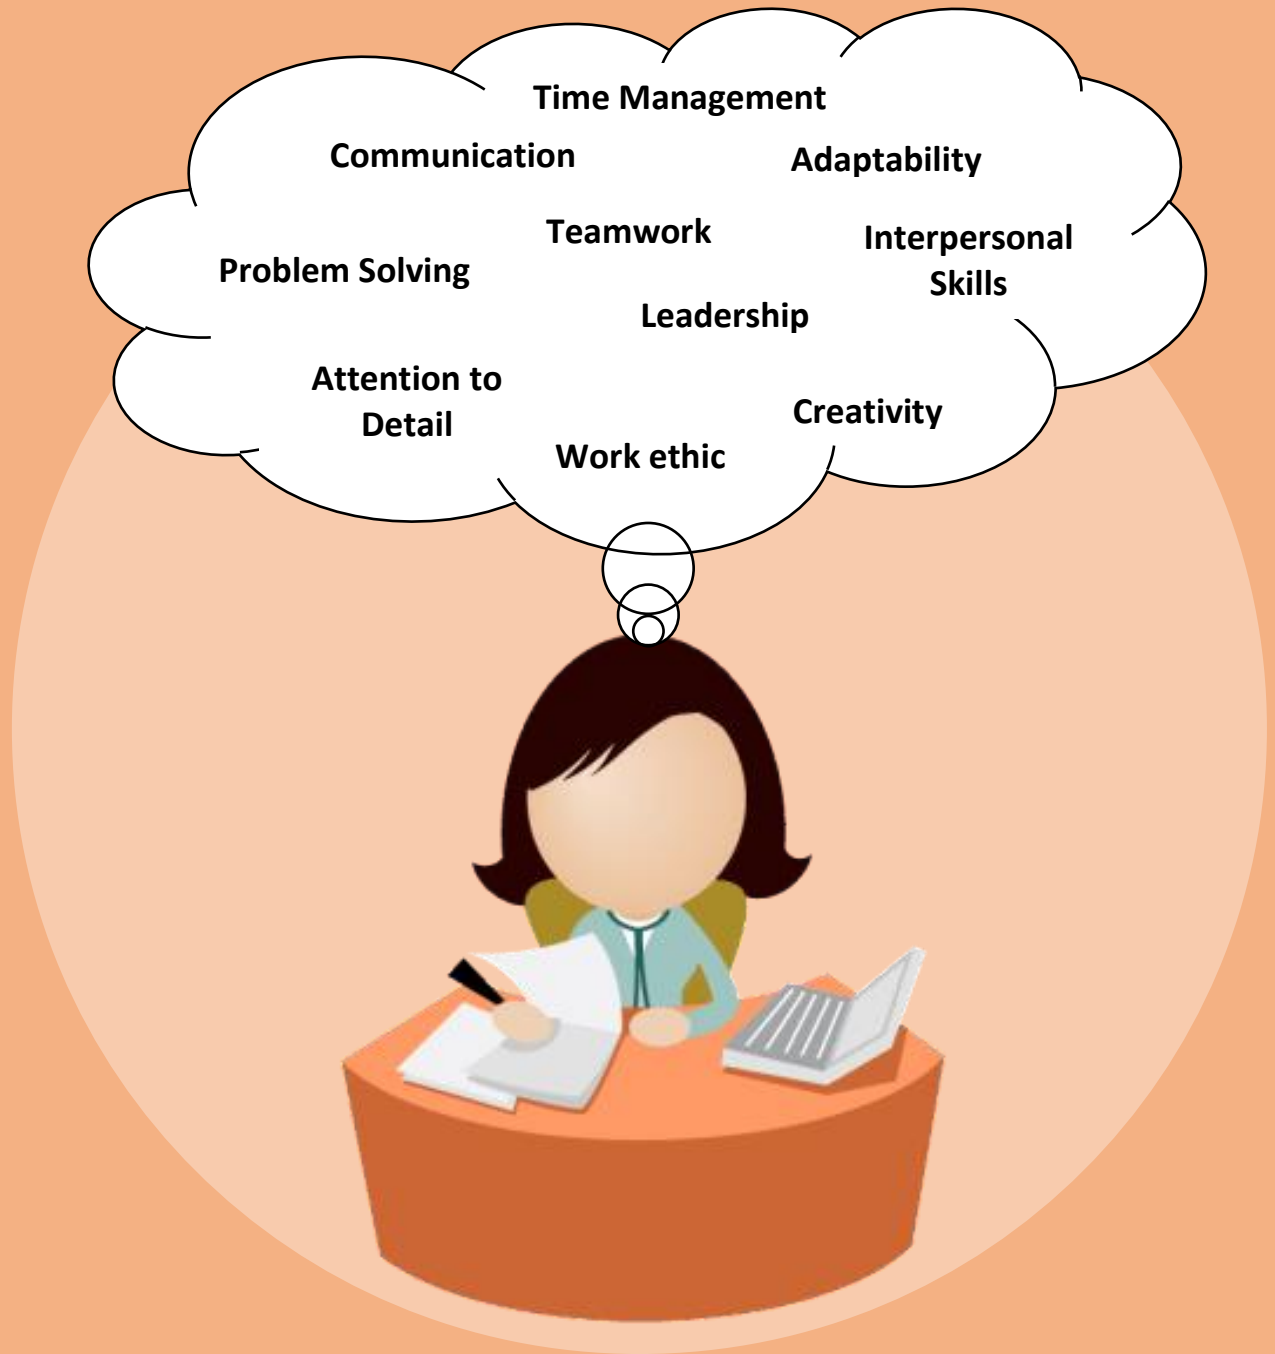 Time Management
Communication
Adaptability
Teamwork
Interpersonal
Skills
Problem Solving
Leadership
Attention to
Detail
Creativity
Work ethic